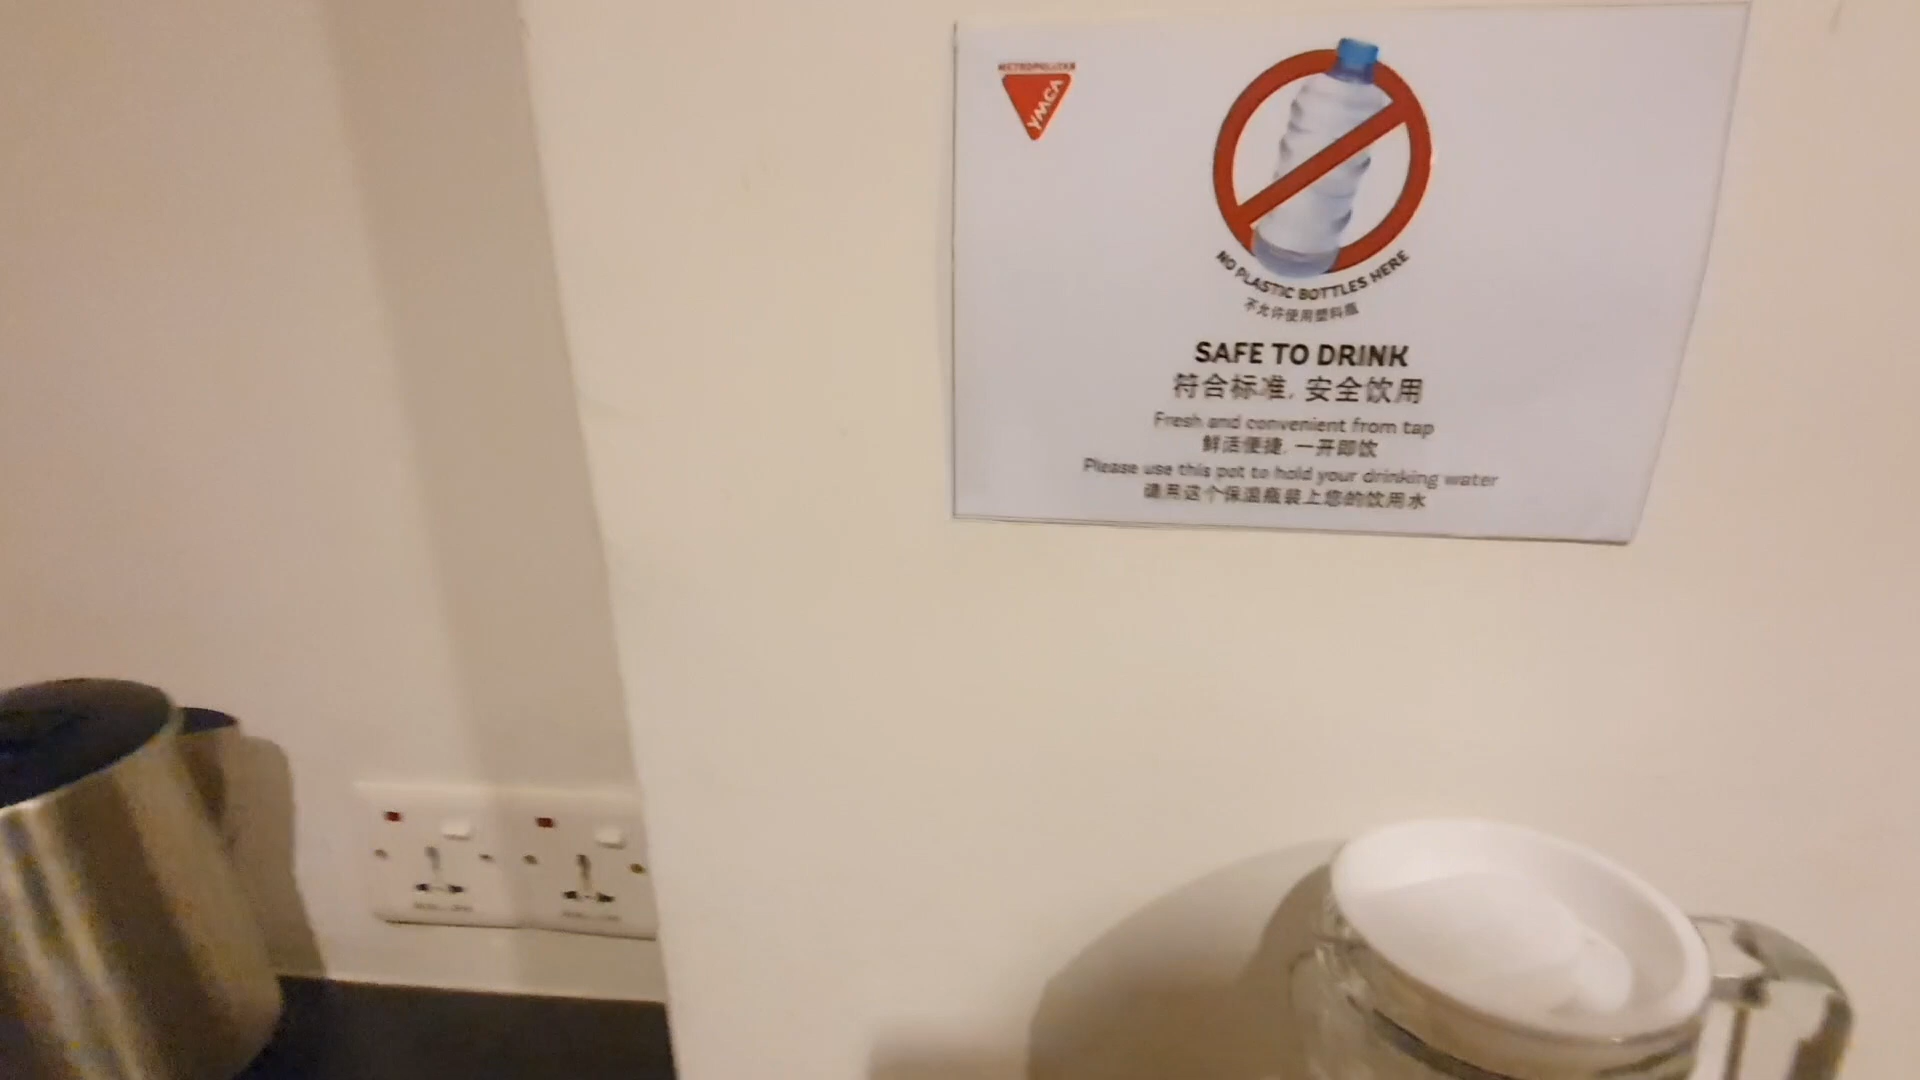 METROPOLITAN
YMCA
NO PLASTIC BOTTLES HERE
不允许使用塑料瓶
SAFE TO DRINK
符合标准, 安全饮用
Fresh and convenient from tap
鲜活便捷, 一开即饮
Please use this pot to hold your drinking water
请用这个保温瓶装上您的饮用水